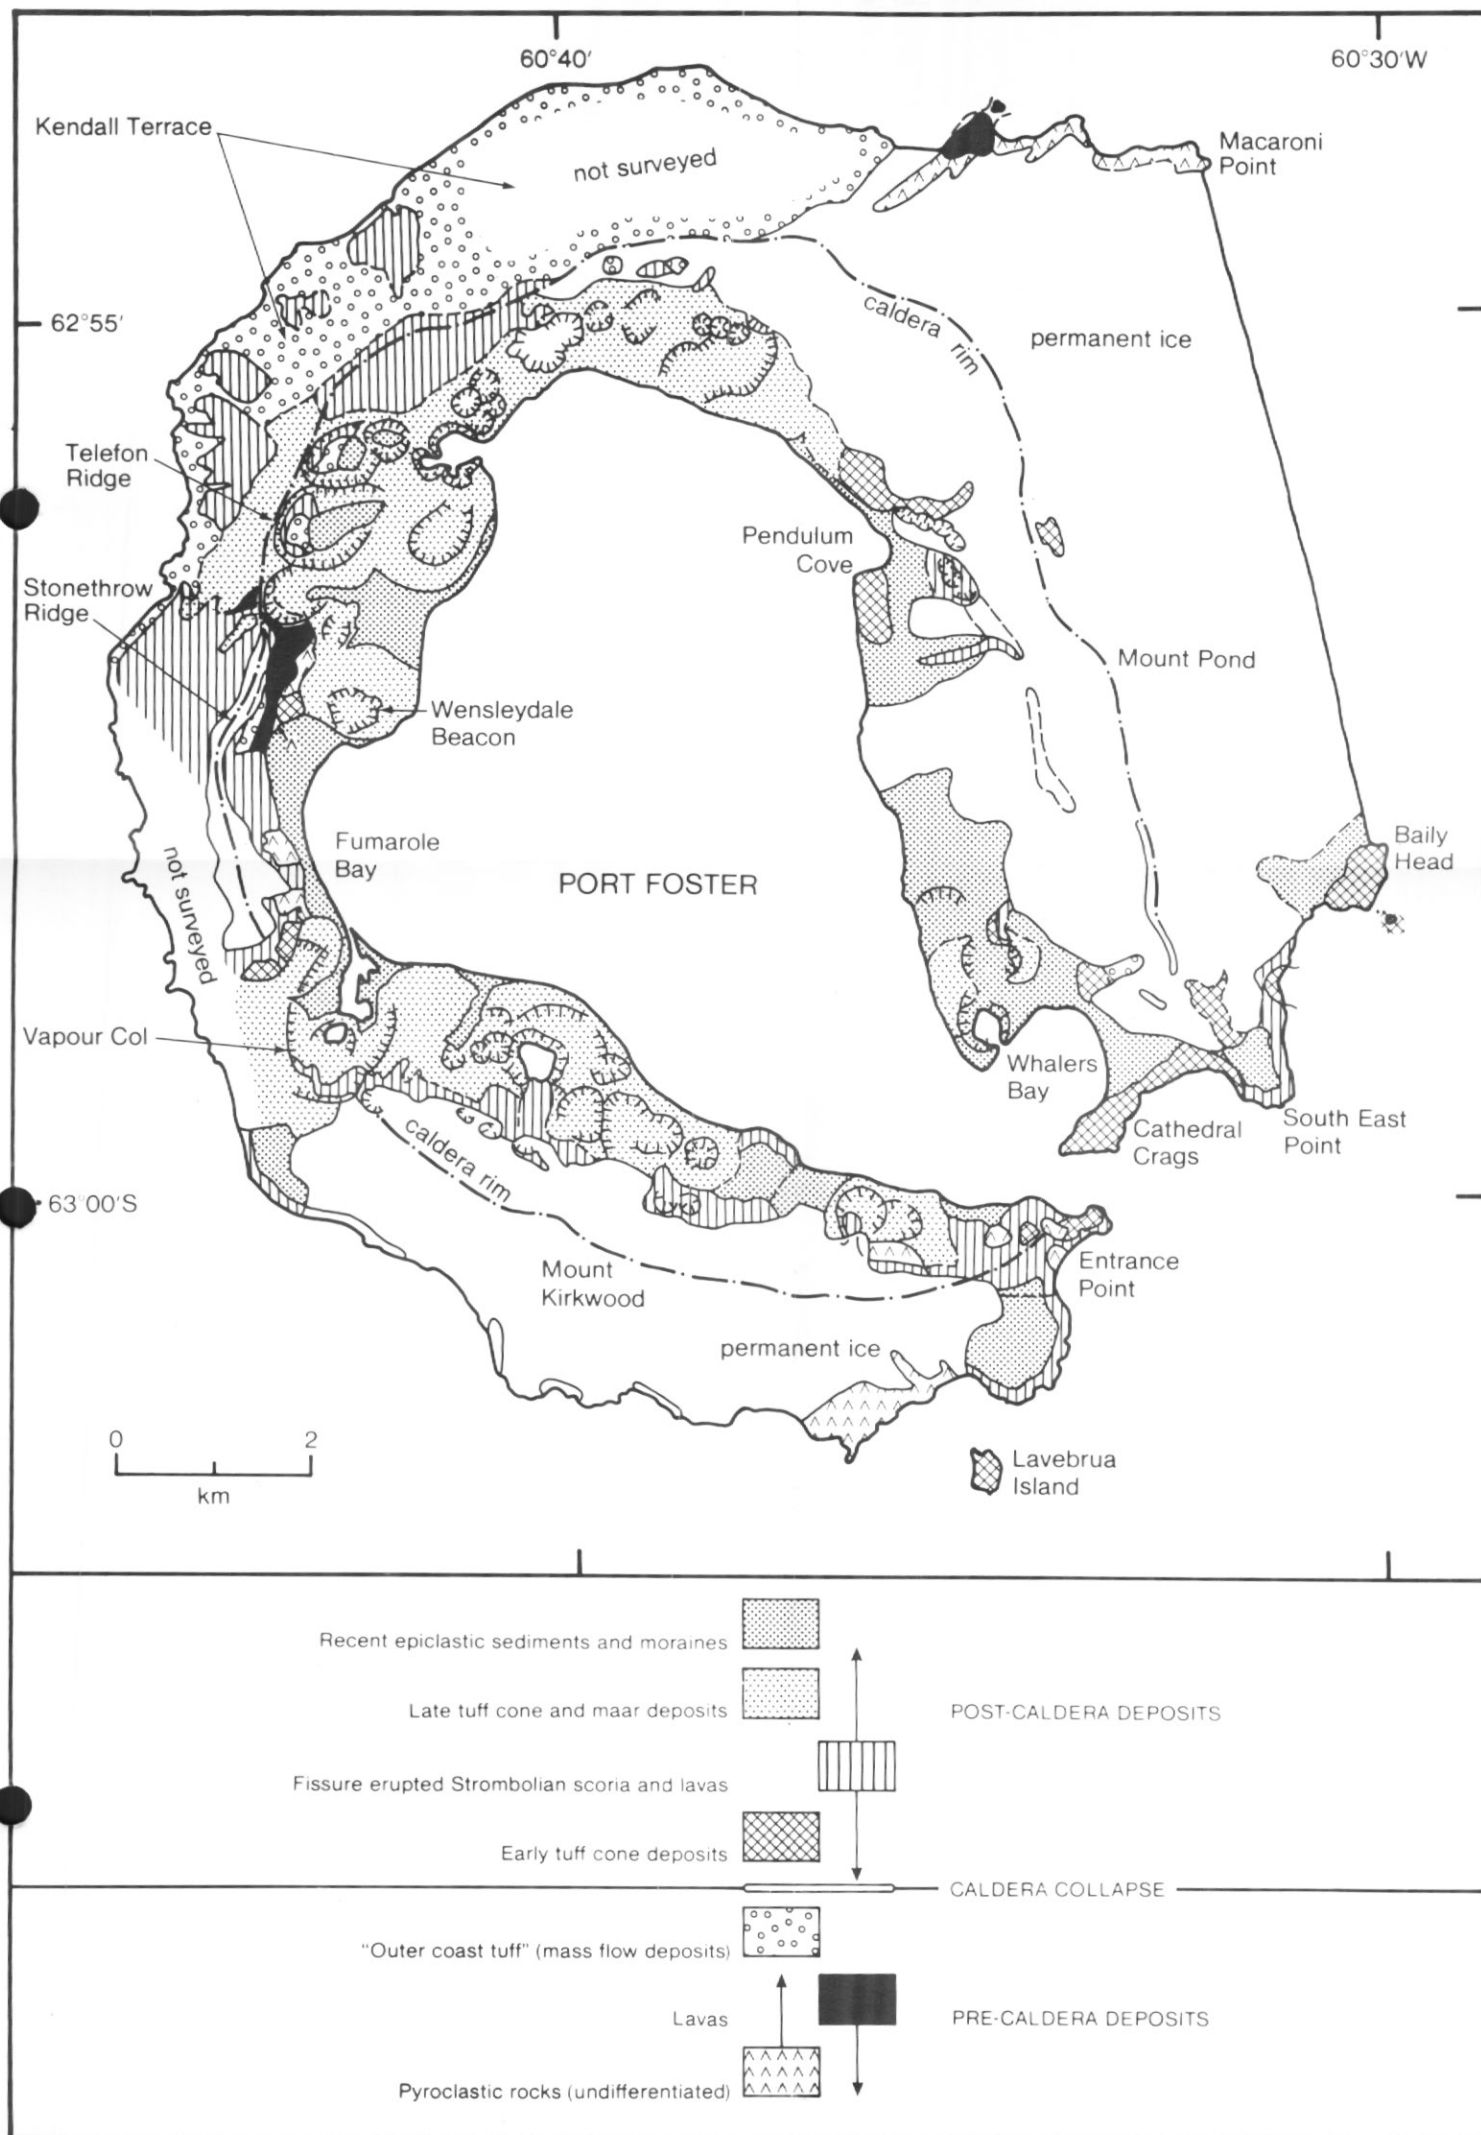 60°40′
60°30′W
Kendall Terrace
not surveyed
Macaroni
Point
62°55′
caldera rim
permanent ice
Telefon
Ridge
Pendulum
Cove
Stonethrow
Ridge
Mount Pond
Wensleydale
Beacon
Fumarole
Bay
PORT FOSTER
Baily
Head
not surveyed
Vapour Col
Whalers
Bay
Cathedral
Crags
South East
Point
caldera rim
63°00′S
Mount
Kirkwood
Entrance
Point
permanent ice
0 2
km
Lavebrua
Island
Recent epiclastic sediments and moraines
Late tuff cone and maar deposits
POST-CALDERA DEPOSITS
Fissure erupted Strombolian scoria and lavas
Early tuff cone deposits
CALDERA COLLAPSE
"Outer coast tuff" (mass flow deposits)
Lavas
PRE-CALDERA DEPOSITS
Pyroclastic rocks (undifferentiated)